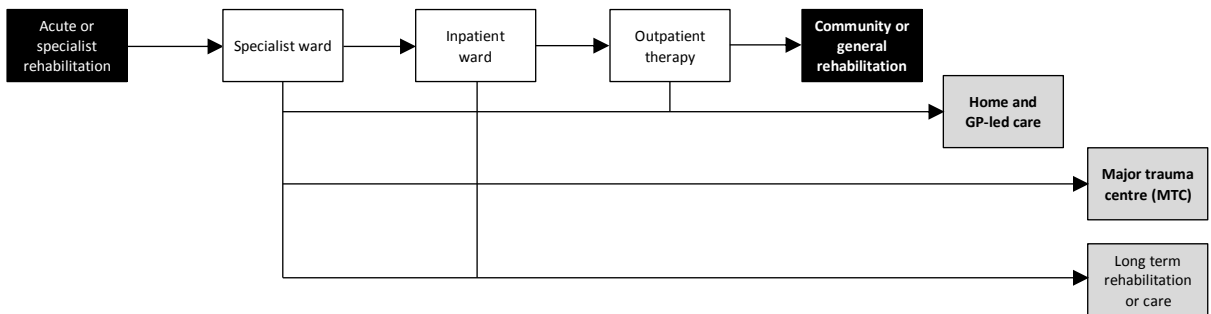 Acute or
specialist
rehabilitation
Specialist ward
Inpatient
ward
Outpatient
therapy
Community or
general
rehabilitation
Home and
GP-led care
Major trauma
centre (MTC)
Long term
rehabilitation
or care